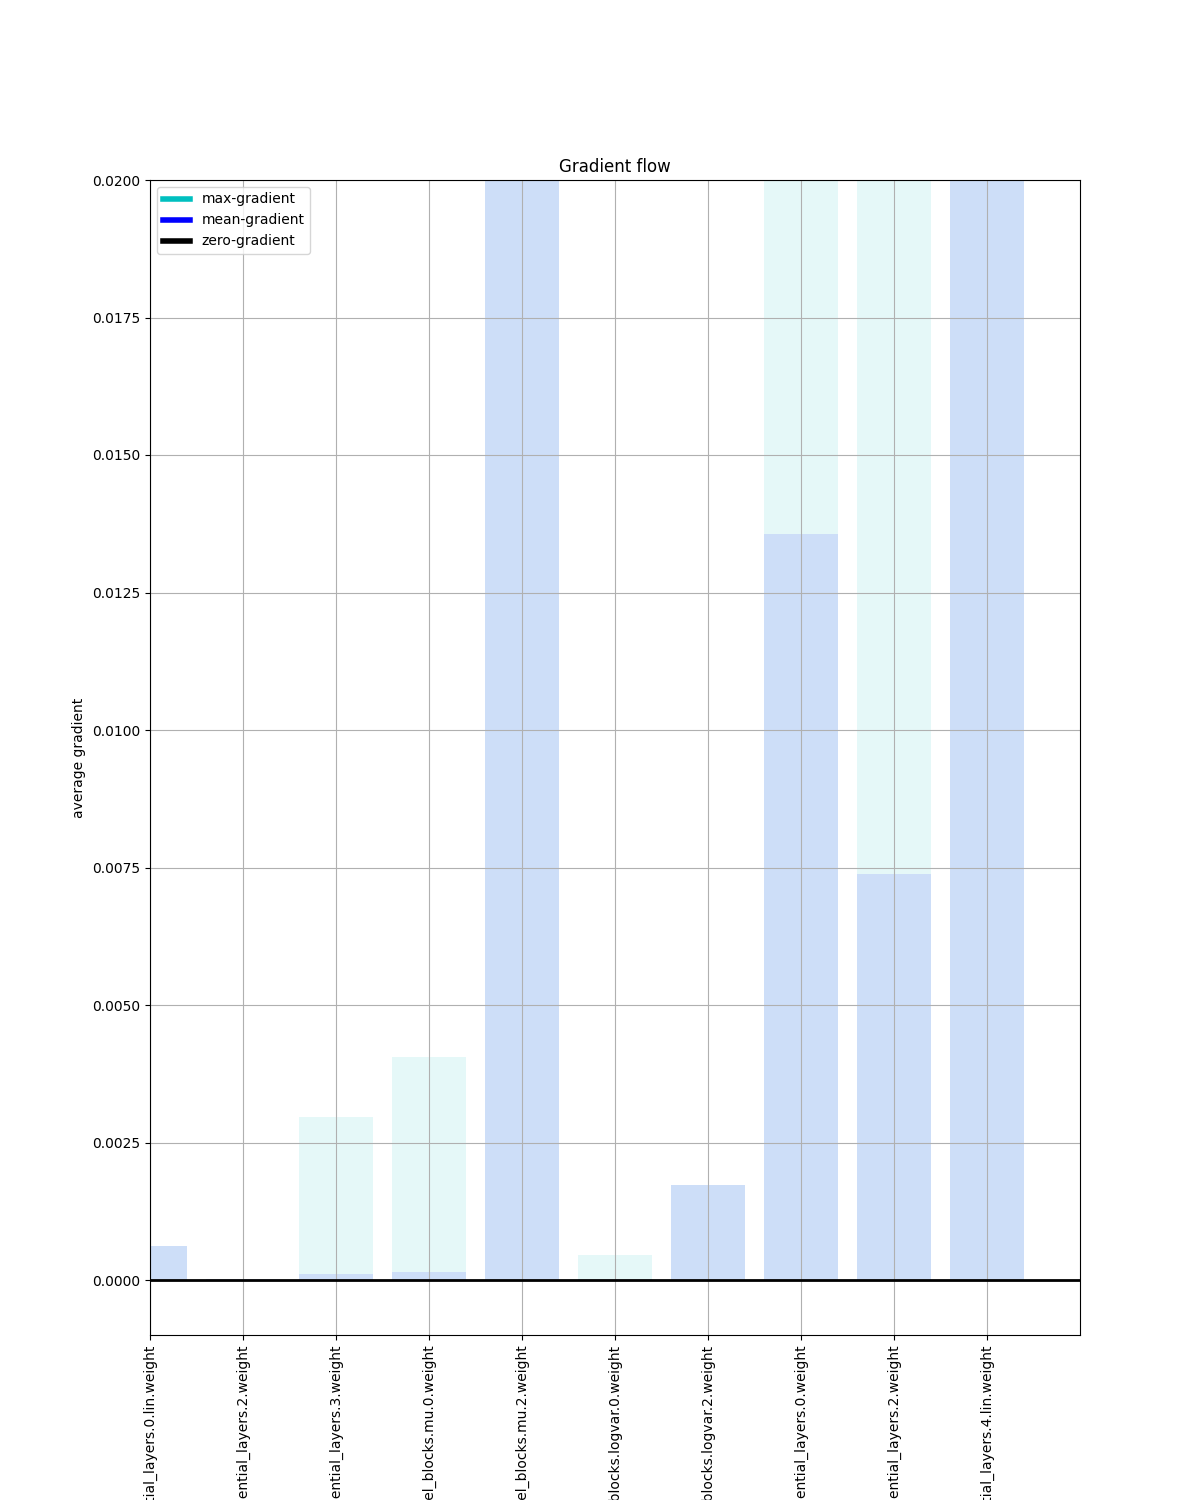 Gradient flow
max-gradient
mean-gradient
zero-gradient
0.0200
0.0175
0.0150
0.0125
0.0100
0.0075
0.0050
0.0025
0.0000
average gradient
tial_layers.0.lin.weight
ential_layers.2.weight
ential_layers.3.weight
el_blocks.mu.0.weight
el_blocks.mu.2.weight
blocks.logvar.0.weight
blocks.logvar.2.weight
ential_layers.0.weight
ential_layers.2.weight
tial_layers.4.lin.weight